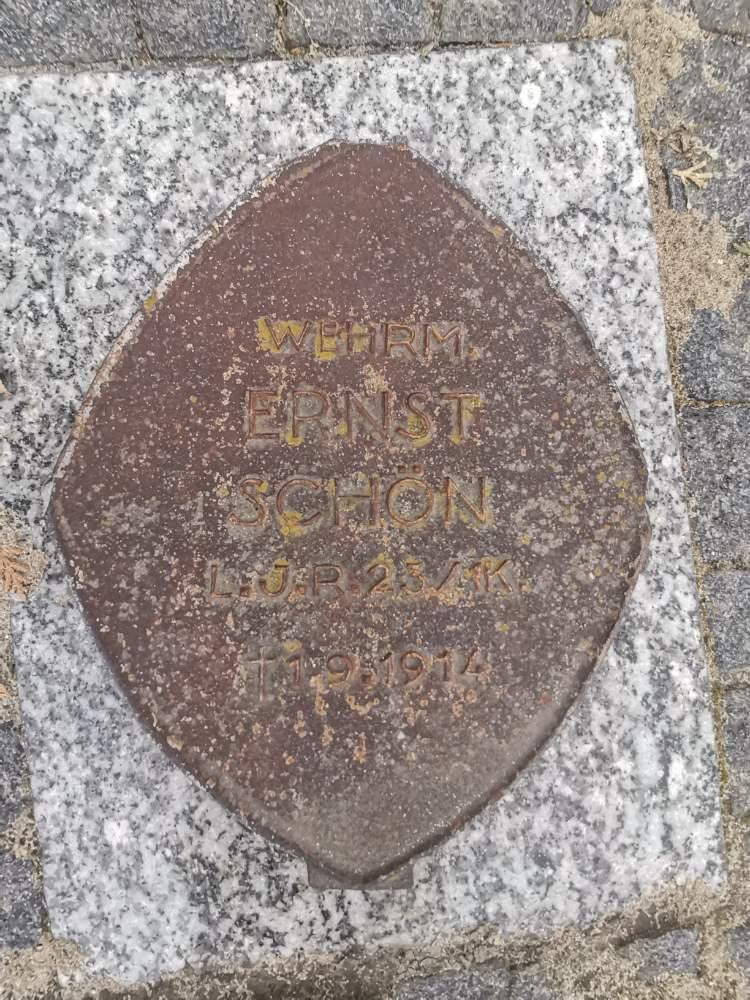 WEHRM.
ERNST
SCHÖN
L.J.R.23/1K.
†1.9.1914